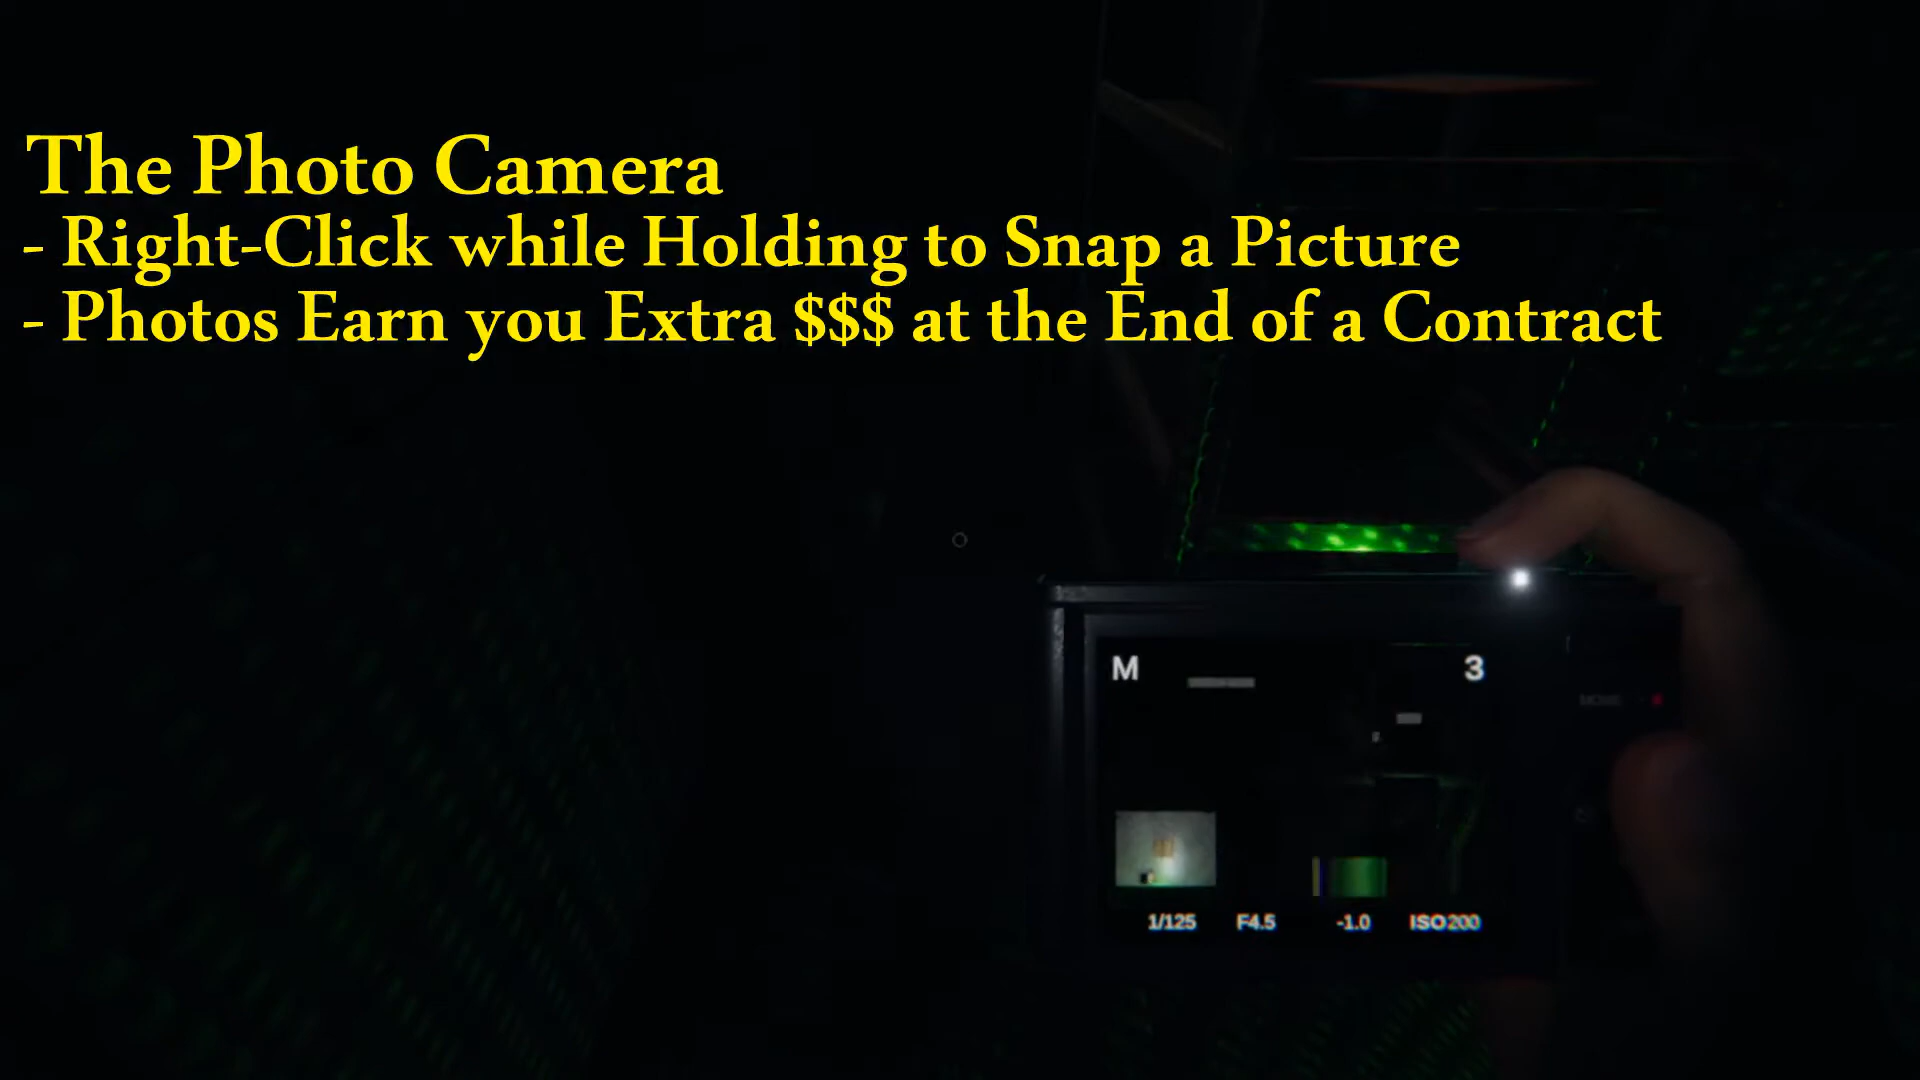 The Photo Camera
- Right-Click while Holding to Snap a Picture
- Photos Earn you Extra $$$ at the End of a Contract
M 3
1/125 F4.5 -1.0 ISO200